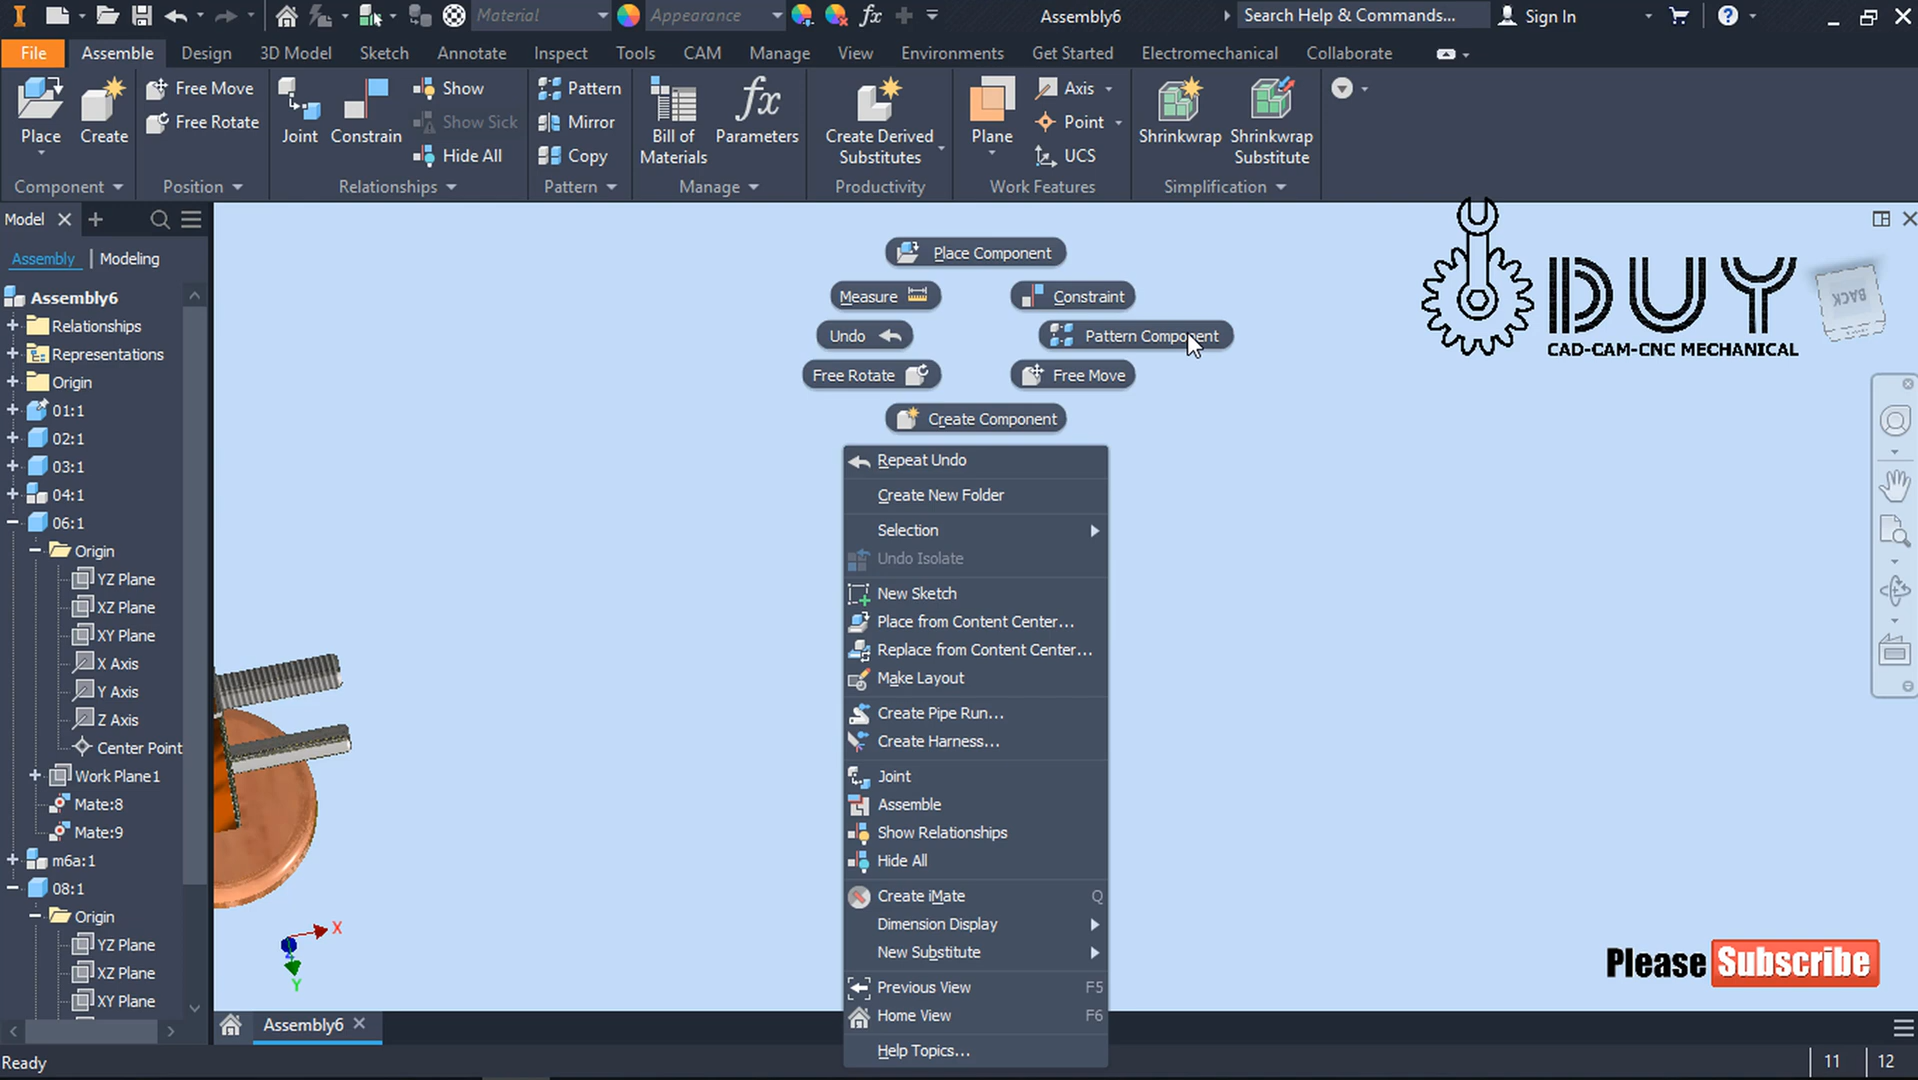 Material
Appearance
fx
Assembly6
Search Help & Commands...
Sign In
File
Assemble
Design
3D Model
Sketch
Annotate
Inspect
Tools
CAM
Manage
View
Environments
Get Started
Electromechanical
Collaborate
Place
Create
Free Move
Free Rotate
Joint
Constrain
Show
Show Sick
Hide All
Pattern
Mirror
Copy
Bill of
Materials
fx
Parameters
Create Derived
Substitutes
Plane
Axis
Point
UCS
Shrinkwrap
Shrinkwrap
Substitute
Component
Position
Relationships
Pattern
Manage
Productivity
Work Features
Simplification
Model
Assembly
Modeling
Assembly6
Relationships
Representations
Origin
01:1
02:1
03:1
04:1
06:1
Origin
YZ Plane
XZ Plane
XY Plane
X Axis
Y Axis
Z Axis
Center Point
Work Plane1
Mate:8
Mate:9
m6a:1
08:1
Origin
YZ Plane
XZ Plane
XY Plane
Place Component
Measure
Constraint
Undo
Pattern Component
Free Rotate
Free Move
Create Component
Repeat Undo
Create New Folder
Selection
Undo Isolate
New Sketch
Place from Content Center...
Replace from Content Center...
Make Layout
Create Pipe Run...
Create Harness...
Joint
Assemble
Show Relationships
Hide All
Create iMate Q
Dimension Display
New Substitute
Previous View F5
Home View F6
Help Topics...
DUY
CAD-CAM-CNC MECHANICAL
BACK
X
Y
Please Subscribe
Assembly6
Ready
11
12